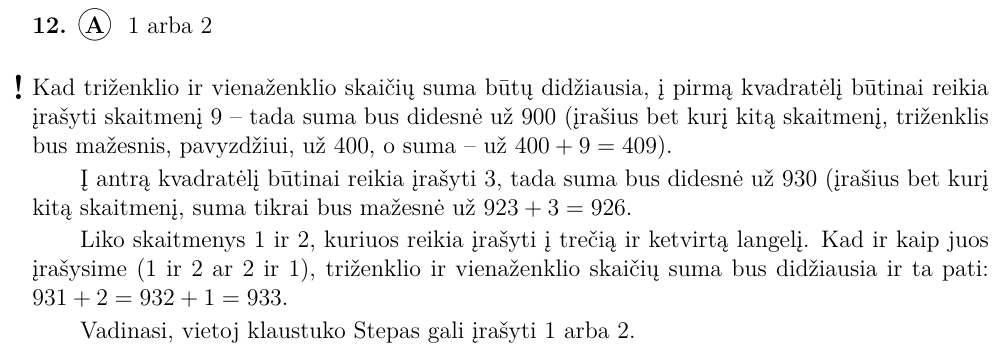 12. A 1 arba 2
! Kad triženklio ir vienaženklio skaičių suma būtų didžiausia, į pirmą kvadratėlį būtinai reikia
įrašyti skaitmenį 9 – tada suma bus didesnė už 900 (įrašius bet kurį kitą skaitmenį, triženklis
bus mažesnis, pavyzdžiui, už 400, o suma – už 400 + 9 = 409).
Į antrą kvadratėlį būtinai reikia įrašyti 3, tada suma bus didesnė už 930 (įrašius bet kurį
kitą skaitmenį, suma tikrai bus mažesnė už 923 + 3 = 926.
Liko skaitmenys 1 ir 2, kuriuos reikia įrašyti į trečią ir ketvirtą langelį. Kad ir kaip juos
įrašysime (1 ir 2 ar 2 ir 1), triženklio ir vienaženklio skaičių suma bus didžiausia ir ta pati:
931 + 2 = 932 + 1 = 933.
Vadinasi, vietoj klaustuko Stepas gali įrašyti 1 arba 2.